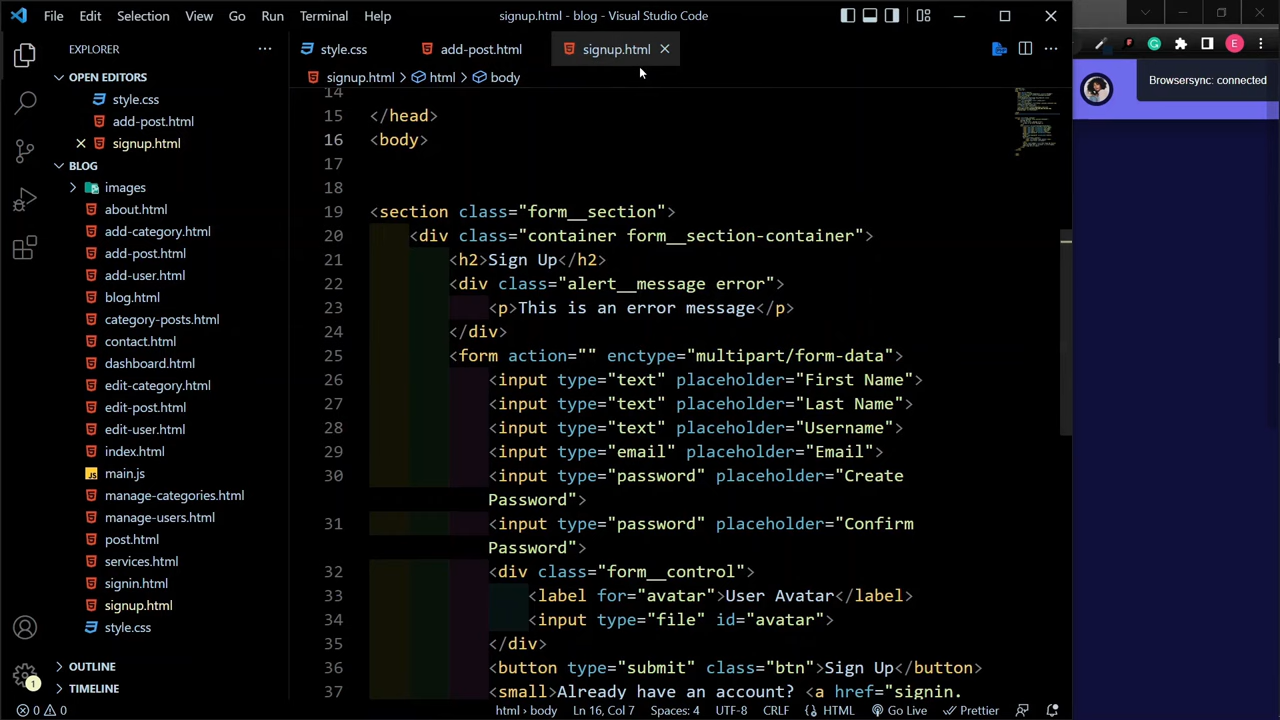 File Edit Selection View Go Run Terminal Help signup.html - blog - Visual Studio Code
EXPLORER
OPEN EDITORS
style.css
add-post.html
signup.html
BLOG
images
about.html
add-category.html
add-post.html
add-user.html
blog.html
category-posts.html
contact.html
dashboard.html
edit-category.html
edit-post.html
edit-user.html
index.html
JS main.js
manage-categories.html
manage-users.html
post.html
services.html
signin.html
signup.html
style.css
OUTLINE
TIMELINE
1
style.css add-post.html signup.html
signup.html > html > body
14
15 </head>
16 <body>
17
18
19 <section class="form__section">
20 <div class="container form__section-container">
21 <h2>Sign Up</h2>
22 <div class="alert__message error">
23 <p>This is an error message</p>
24 </div>
25 <form action="" enctype="multipart/form-data">
26 <input type="text" placeholder="First Name">
27 <input type="text" placeholder="Last Name">
28 <input type="text" placeholder="Username">
29 <input type="email" placeholder="Email">
30 <input type="password" placeholder="Create
Password">
31 <input type="password" placeholder="Confirm
Password">
32 <div class="form__control">
33 <label for="avatar">User Avatar</label>
34 <input type="file" id="avatar">
35 </div>
36 <button type="submit" class="btn">Sign Up</button>
37 <small>Already have an account? <a href="signin.
E
Browsersync: connected
0 0 html › body Ln 16, Col 7 Spaces: 4 UTF-8 CRLF {} HTML Go Live Prettier